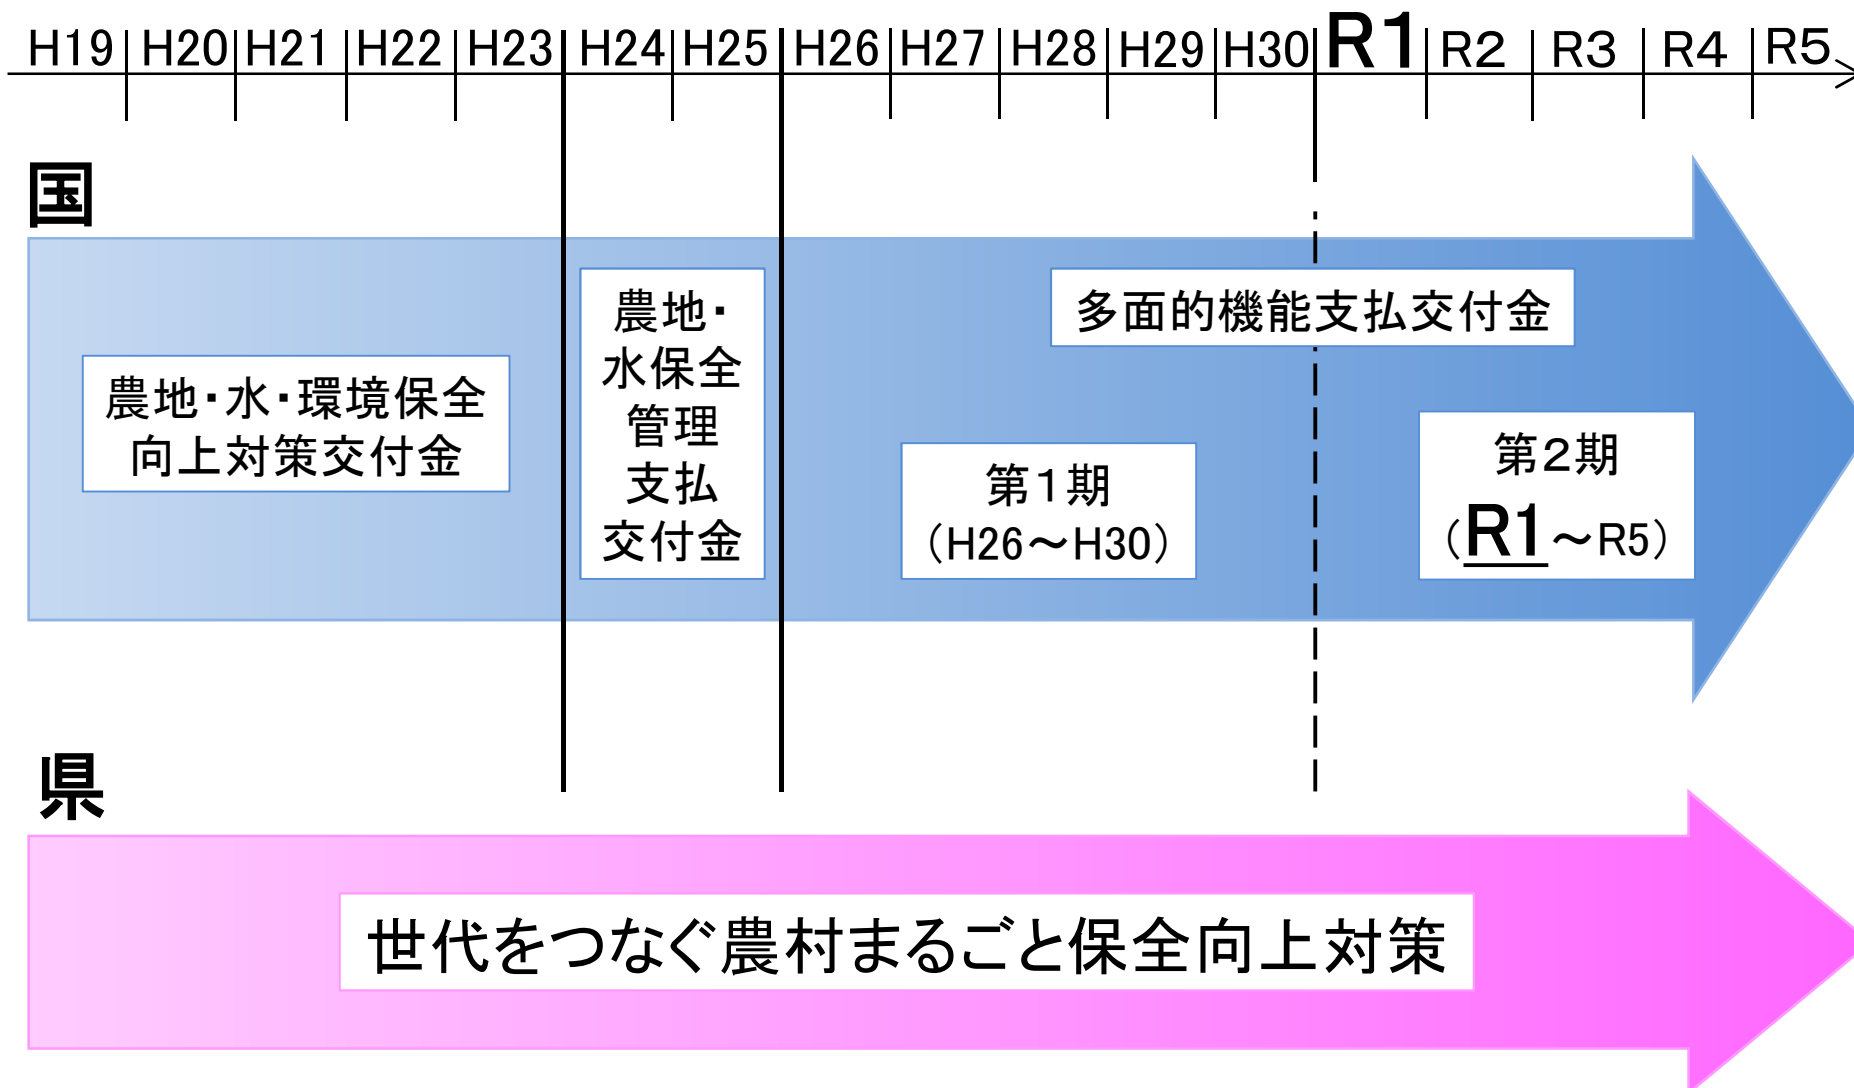 H19 H20 H21 H22 H23 H24 H25 H26 H27 H28 H29 H30 R1 R2 R3 R4 R5
国
農地・水・環境保全
向上対策交付金
農地・
水保全
管理
支払
交付金
多面的機能支払交付金
第1期
（H26～H30）
第2期
（R1～R5）
県
世代をつなぐ農村まるごと保全向上対策